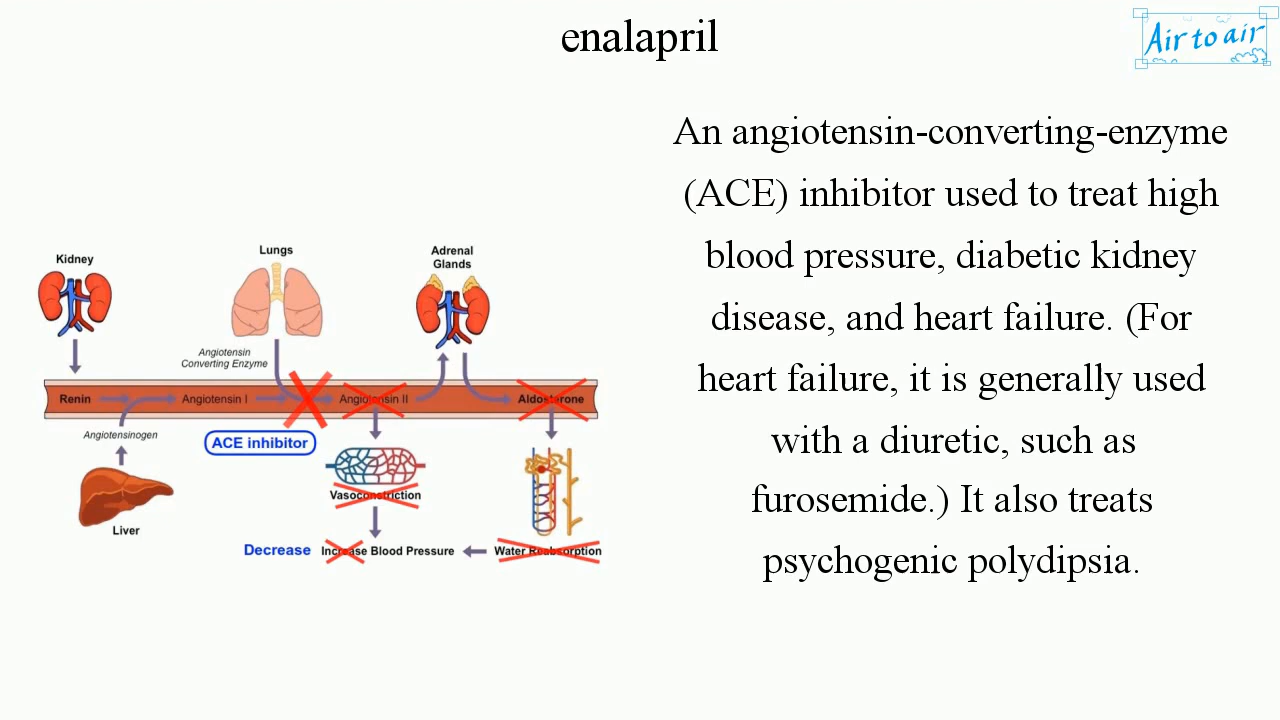 enalapril
Air to air
An angiotensin-converting-enzyme
(ACE) inhibitor used to treat high
blood pressure, diabetic kidney
disease, and heart failure. (For
heart failure, it is generally used
with a diuretic, such as
furosemide.) It also treats
psychogenic polydipsia.
Kidney
Lungs
Adrenal
Glands
Angiotensin
Converting Enzyme
Renin
Angiotensin I
Angiotensin II
Aldosterone
Angiotensinogen
ACE inhibitor
Liver
Vasoconstriction
Decrease Increase Blood Pressure
Water Reabsorption